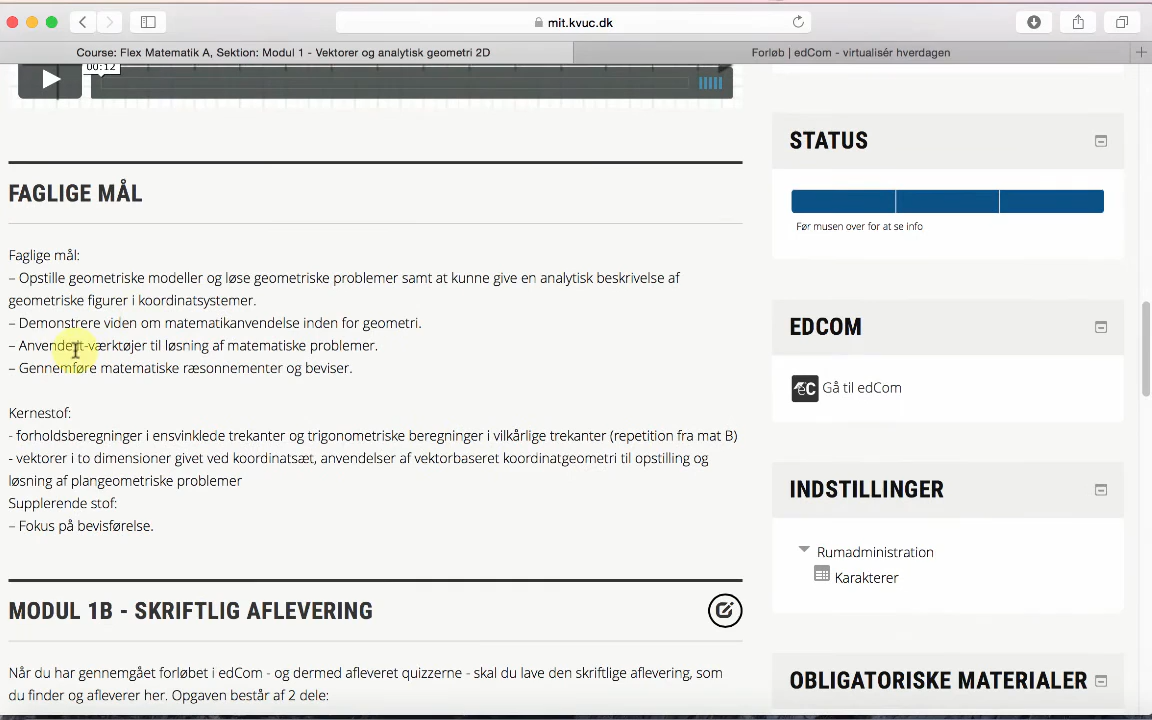 mit.kvuc.dk
Course: Flex Matematik A, Sektion: Modul 1 - Vektorer og analytisk geometri 2D
Forløb | edCom - virtualisér hverdagen
00:12
FAGLIGE MÅL
Faglige mål:
– Opstille geometriske modeller og løse geometriske problemer samt at kunne give en analytisk beskrivelse af
geometriske figurer i koordinatsystemer.
– Demonstrere viden om matematikanvendelse inden for geometri.
– Anvende it-værktøjer til løsning af matematiske problemer.
– Gennemføre matematiske ræsonnementer og beviser.
Kernestof:
- forholdsberegninger i ensvinklede trekanter og trigonometriske beregninger i vilkårlige trekanter (repetition fra mat B)
- vektorer i to dimensioner givet ved koordinatsæt, anvendelser af vektorbaseret koordinatgeometri til opstilling og
løsning af plangeometriske problemer
Supplerende stof:
– Fokus på bevisførelse.
MODUL 1B - SKRIFTLIG AFLEVERING
Når du har gennemgået forløbet i edCom - og dermed afleveret quizzerne - skal du lave den skriftlige aflevering, som
du finder og afleverer her. Opgaven består af 2 dele:
STATUS
Før musen over for at se info
EDCOM
eC Gå til edCom
INDSTILLINGER
Rumadministration
Karakterer
OBLIGATORISKE MATERIALER